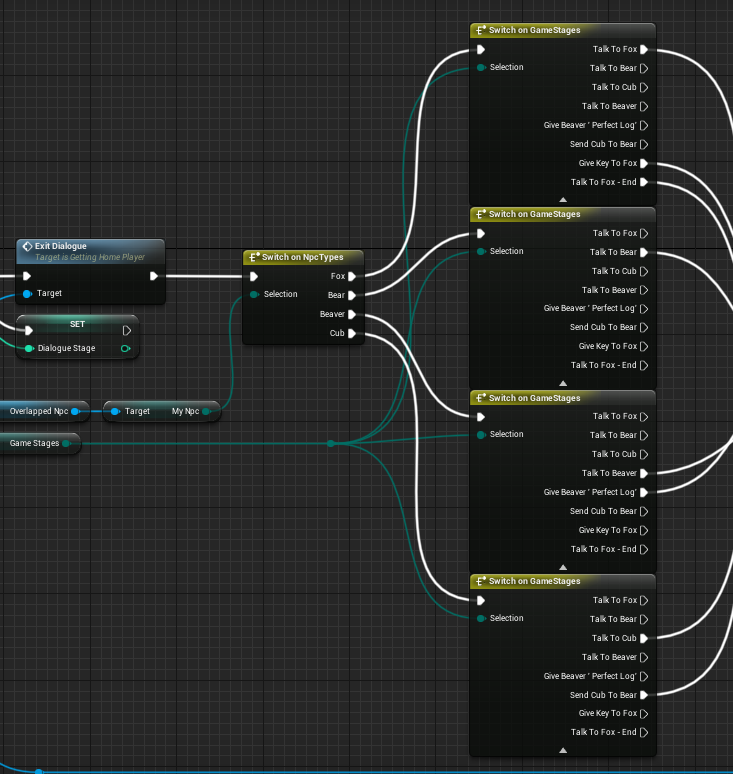 Exit Dialogue
Target is Getting Home Player
Target
SET
Dialogue Stage
Overlapped Npc
Target
My Npc
Game Stages
Switch on NpcTypes
Selection
Fox
Bear
Beaver
Cub
Switch on GameStages
Selection
Talk To Fox
Talk To Bear
Talk To Cub
Talk To Beaver
Give Beaver ' Perfect Log'
Send Cub To Bear
Give Key To Fox
Talk To Fox - End
Switch on GameStages
Selection
Talk To Fox
Talk To Bear
Talk To Cub
Talk To Beaver
Give Beaver ' Perfect Log'
Send Cub To Bear
Give Key To Fox
Talk To Fox - End
Switch on GameStages
Selection
Talk To Fox
Talk To Bear
Talk To Cub
Talk To Beaver
Give Beaver ' Perfect Log'
Send Cub To Bear
Give Key To Fox
Talk To Fox - End
Switch on GameStages
Selection
Talk To Fox
Talk To Bear
Talk To Cub
Talk To Beaver
Give Beaver ' Perfect Log'
Send Cub To Bear
Give Key To Fox
Talk To Fox - End